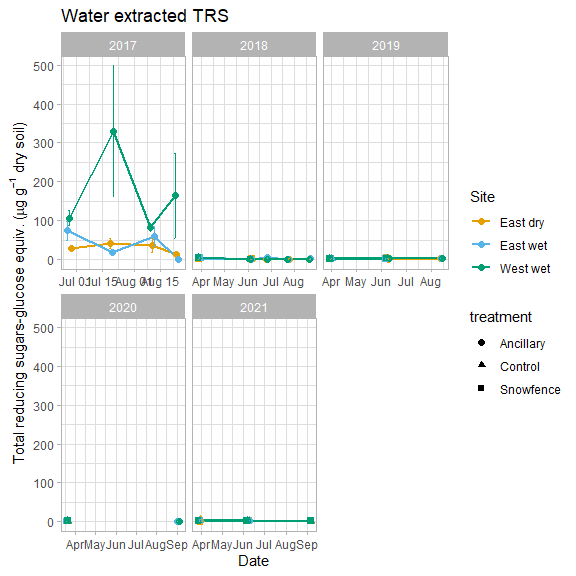 Water extracted TRS
2017 2018 2019
500
400
300
200
100
0
Jul 01 Jul 15 Aug 01 Aug 15
Apr May Jun Jul Aug
Apr May Jun Jul Aug
2020 2021
500
400
300
200
100
0
Apr May Jun Jul Aug Sep
Apr May Jun Jul Aug Sep
Date
Total reducing sugars-glucose equiv. (μg g⁻¹ dry soil)
Site
East dry
East wet
West wet
treatment
Ancillary
Control
Snowfence